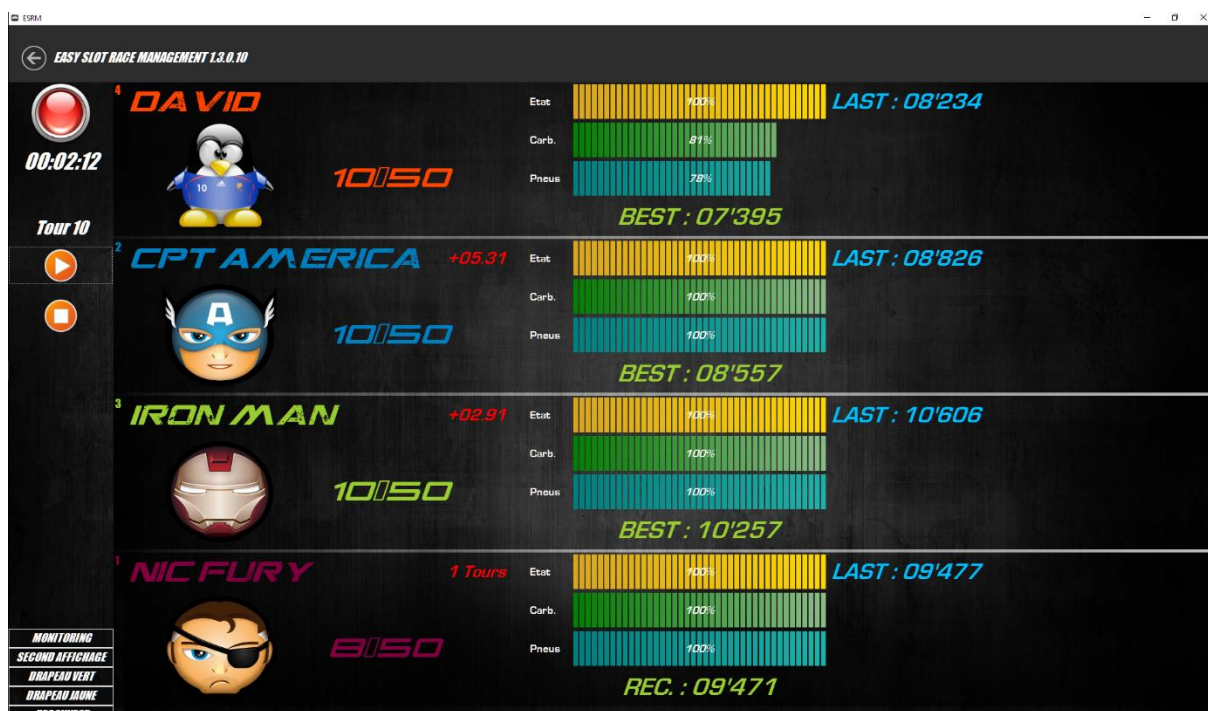 ESRM
EASY SLOT RACE MANAGEMENT 1.3.0.10
00:02:12
Tour 10
4 DAVID
10
10/50
Etat 100%
Carb. 81%
Pneus 78%
LAST : 08'234
BEST : 07'395
2 CPT AMERICA +05.31
A
10/50
Etat 100%
Carb. 100%
Pneus 100%
LAST : 08'826
BEST : 08'557
3 IRON MAN +02.91
10/50
Etat 100%
Carb. 100%
Pneus 100%
LAST : 10'606
BEST : 10'257
1 NIC FURY 1 Tours
8/50
Etat 100%
Carb. 100%
Pneus 100%
LAST : 09'477
REC. : 09'471
MONITORING
SECOND AFFICHAGE
DRAPEAU VERT
DRAPEAU JAUNE